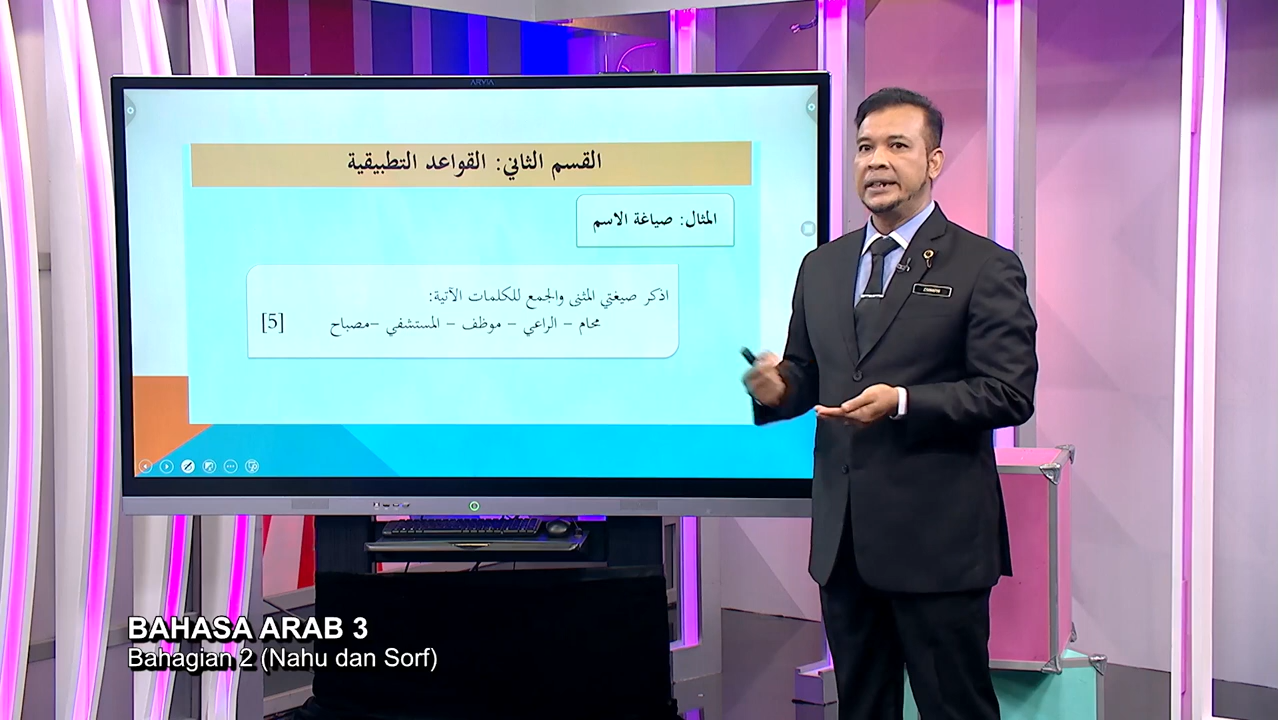 ARVIA
القسم الثاني: القواعد التطبيقية
المثال: صياغة الاسم
اذكر صيغتي المثنى والجمع للكلمات الآتية:
محام – الراعي – موظف – المستشفي –مصباح [5]
BAHASA ARAB 3
Bahagian 2 (Nahu dan Sorf)